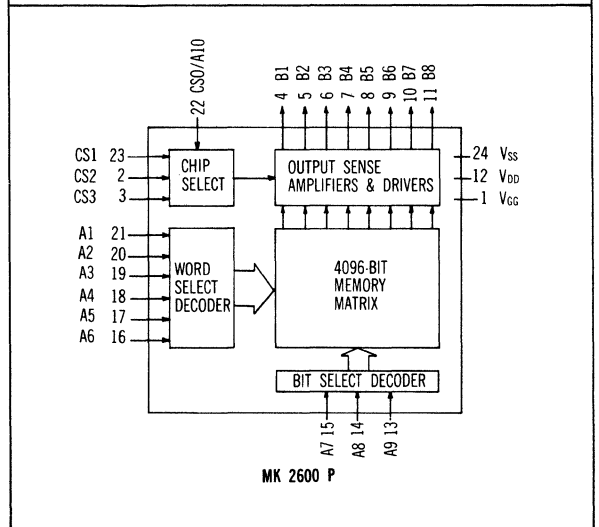 22 CS0/A10
4 B1
5 B2
6 B3
7 B4
8 B5
9 B6
10 B7
11 B8
CS1 23
CS2 2
CS3 3
CHIP
SELECT
OUTPUT SENSE
AMPLIFIERS & DRIVERS
24 VSS
12 VDD
1 VGG
A1 21
A2 20
A3 19
A4 18
A5 17
A6 16
WORD
SELECT
DECODER
4096-BIT
MEMORY
MATRIX
BIT SELECT DECODER
A7 15
A8 14
A9 13
MK 2600 P